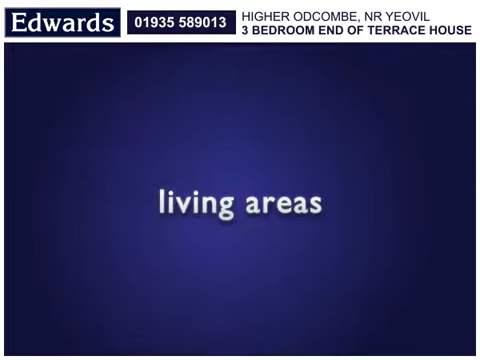 Edwards
01935 589013
HIGHER ODCOMBE, NR YEOVIL
3 BEDROOM END OF TERRACE HOUSE
living areas